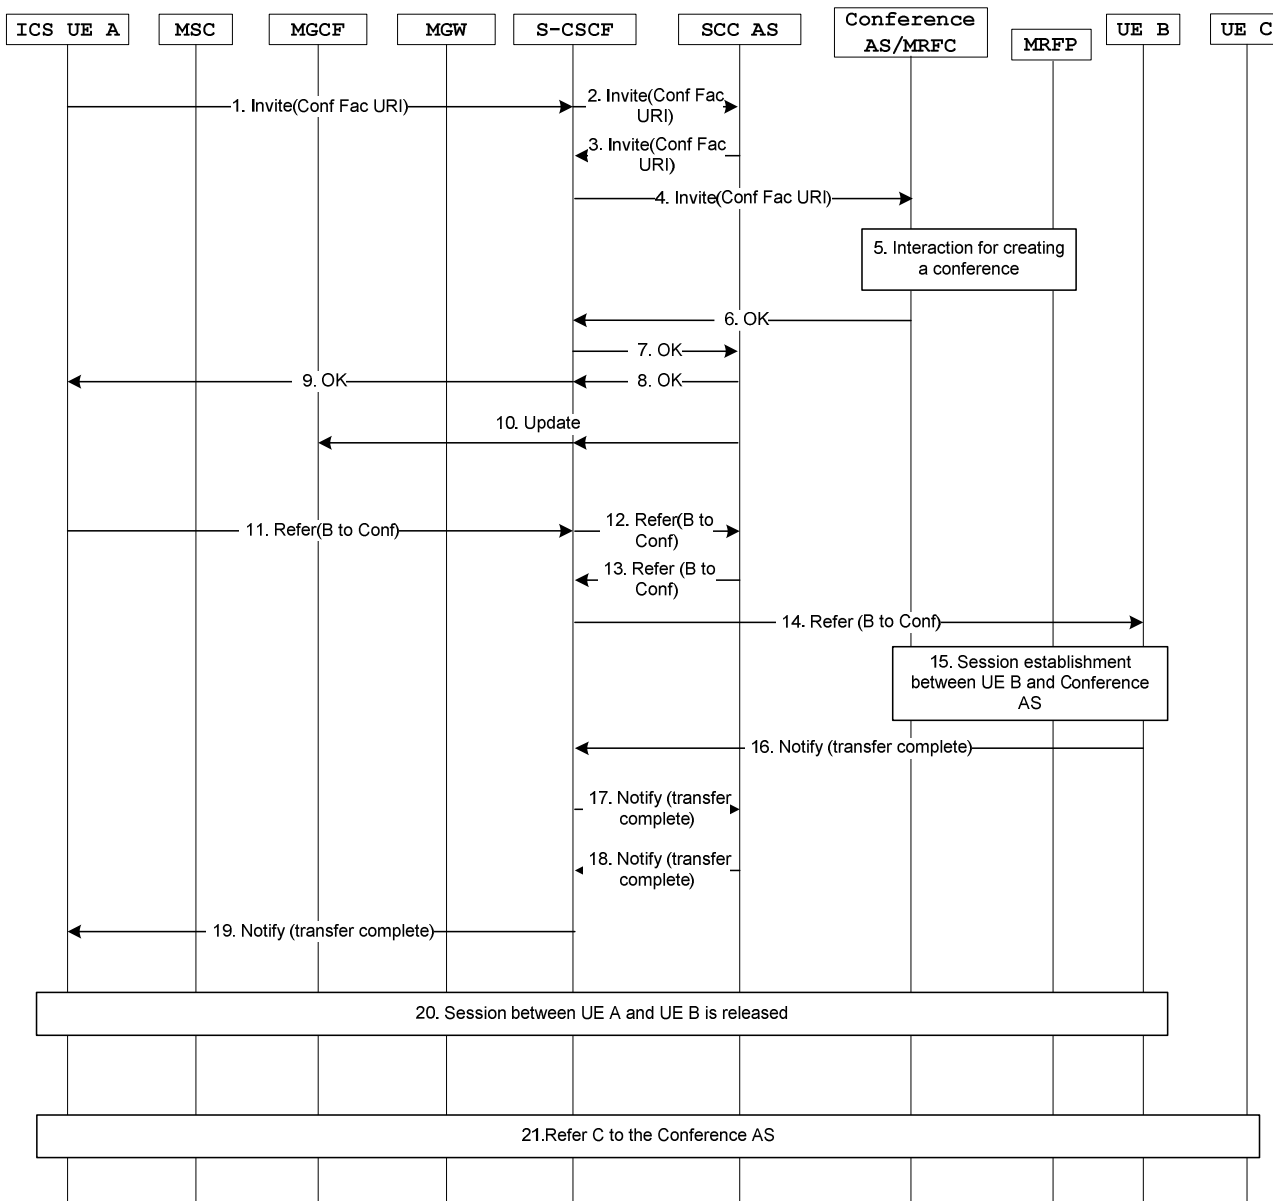 ICS UE A
MSC
MGCF
MGW
S-CSCF
SCC AS
Conference
AS/MRFC
MRFP
UE B
UE C
1. Invite(Conf Fac URI)
2. Invite(Conf Fac
URI)
3. Invite(Conf Fac
URI)
4. Invite(Conf Fac URI)
5. Interaction for creating
a conference
6. OK
7. OK
9. OK
8. OK
10. Update
11. Refer(B to Conf)
12. Refer(B to
Conf)
13. Refer (B to
Conf)
14. Refer (B to Conf)
15. Session establishment
between UE B and Conference
AS
16. Notify (transfer complete)
17. Notify (transfer
complete)
18. Notify (transfer
complete)
19. Notify (transfer complete)
20. Session between UE A and UE B is released
21.Refer C to the Conference AS